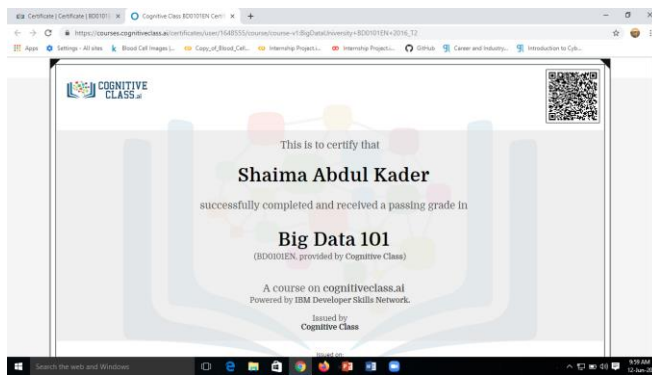 Certificate | Certificate | BD0101
Cognitive Class BD0101EN Certi
https://courses.cognitiveclass.ai/certificates/user/1648555/course/course-v1:BigDataUniversity+BD0101EN+2016_T2
Apps
Settings - All sites
Blood Cell Images |...
Copy_of_Blood_Cell...
Internship Project.i...
Internship Project.i...
GitHub
Career and Industry...
Introduction to Cyb...
COGNITIVE
CLASS.ai
This is to certify that
Shaima Abdul Kader
successfully completed and received a passing grade in
Big Data 101
(BD0101EN, provided by Cognitive Class)
A course on cognitiveclass.ai
Powered by IBM Developer Skills Network.
Issued by
Cognitive Class
Issued on:
Search the web and Windows
9:59 AM
12-Jun-20